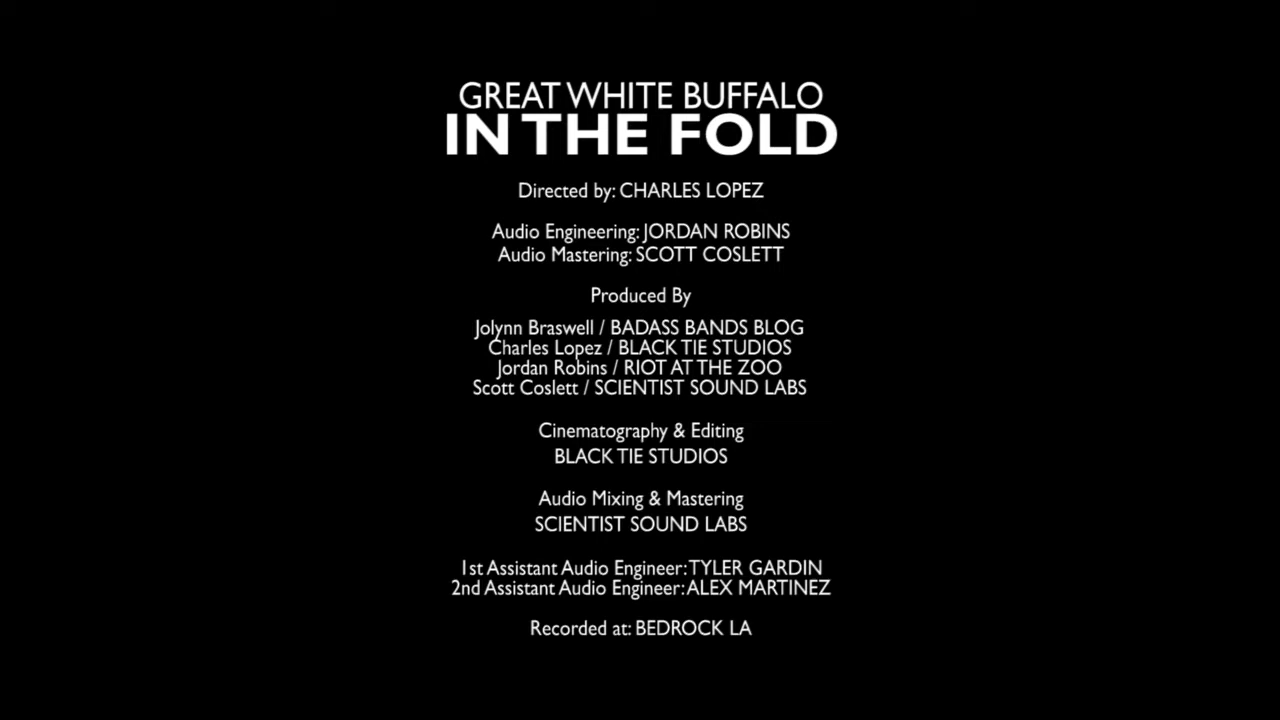 GREAT WHITE BUFFALO
IN THE FOLD
Directed by: CHARLES LOPEZ
Audio Engineering: JORDAN ROBINS
Audio Mastering: SCOTT COSLETT
Produced By
Jolynn Braswell / BADASS BANDS BLOG
Charles Lopez / BLACK TIE STUDIOS
Jordan Robins / RIOT AT THE ZOO
Scott Coslett / SCIENTIST SOUND LABS
Cinematography & Editing
BLACK TIE STUDIOS
Audio Mixing & Mastering
SCIENTIST SOUND LABS
1st Assistant Audio Engineer: TYLER GARDIN
2nd Assistant Audio Engineer: ALEX MARTINEZ
Recorded at: BEDROCK LA